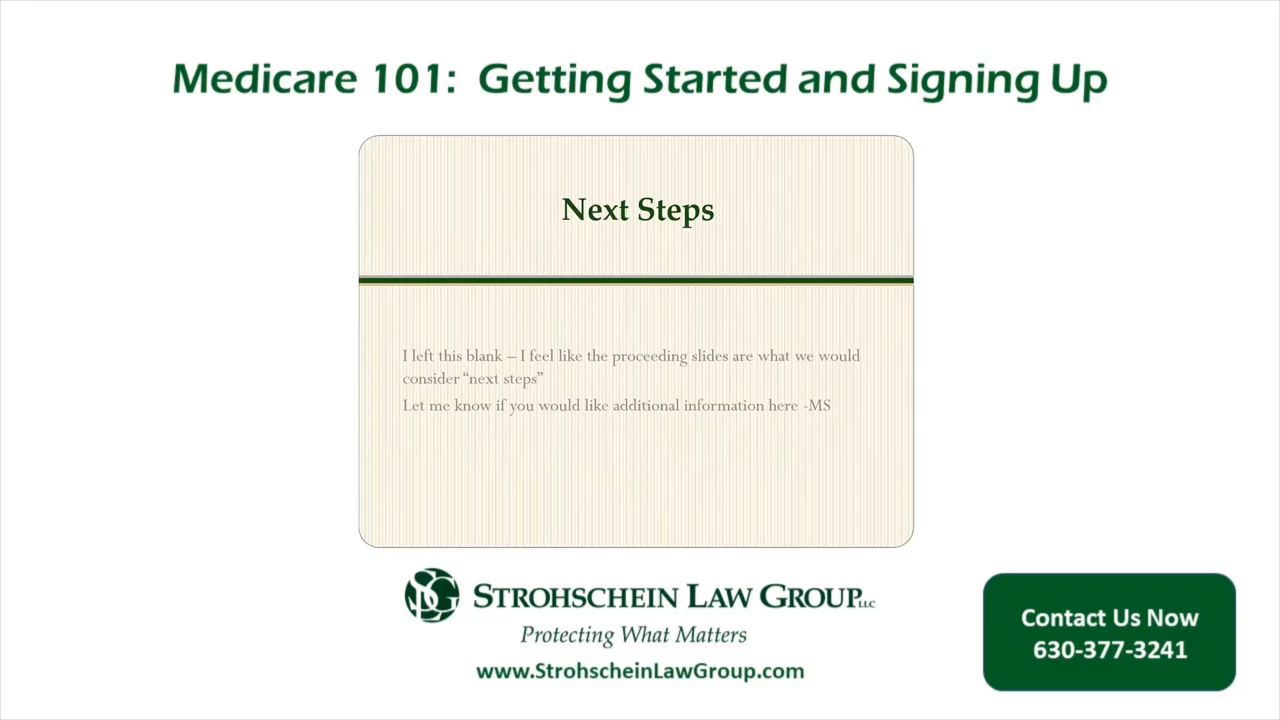 Medicare 101: Getting Started and Signing Up
Next Steps
I left this blank – I feel like the proceeding slides are what we would
consider “next steps”
Let me know if you would like additional information here -MS
SLG
STROHSCHEIN LAW GROUP, LLC
Protecting What Matters
www.StrohscheinLawGroup.com
Contact Us Now
630-377-3241